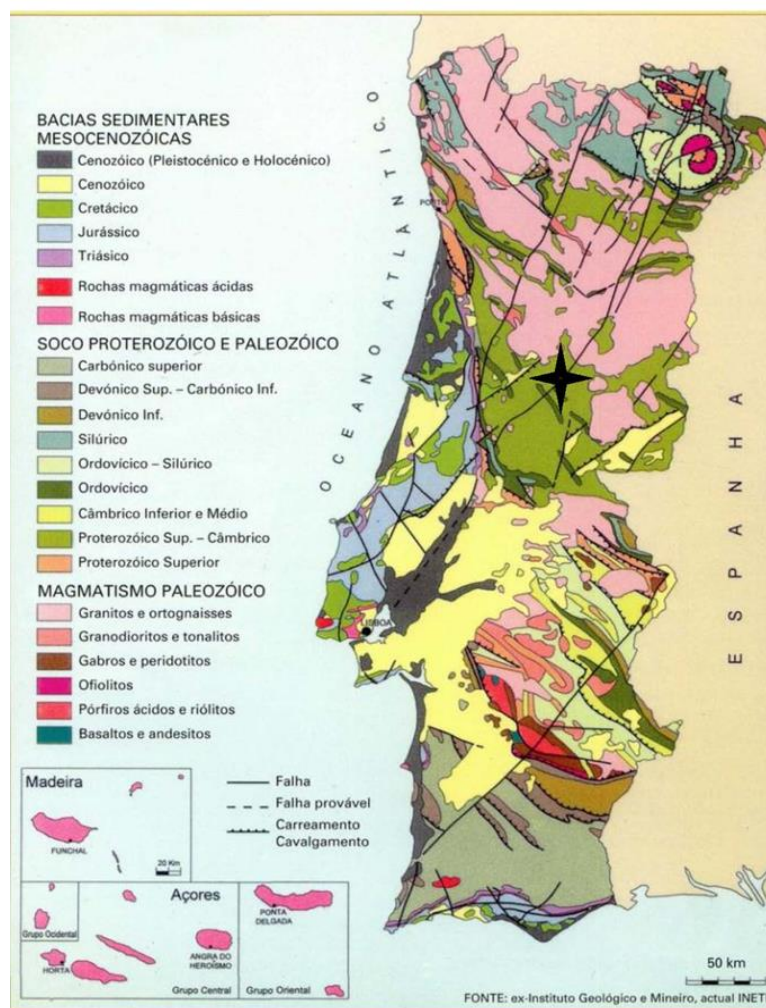 BACIAS SEDIMENTARES
MESOCENOZÓICAS
Cenozóico (Pleistocénico e Holocénico)
Cenozóico
Cretácico
Jurássico
Triásico
Rochas magmáticas ácidas
Rochas magmáticas básicas
SOCO PROTEROZÓICO E PALEOZÓICO
Carbónico superior
Devónico Sup. – Carbónico Inf.
Devónico Inf.
Silúrico
Ordovícico – Silúrico
Ordovícico
Câmbrico Inferior e Médio
Proterozóico Sup. – Câmbrico
Proterozóico Superior
MAGMATISMO PALEOZÓICO
Granitos e ortognaisses
Granodioritos e tonalitos
Gabros e peridotitos
Ofiolitos
Pórfiros ácidos e riólitos
Basaltos e andesitos
Falha
Falha provável
Carreamento
Cavalgamento
OCEANO ATLÂNTICO
PORTO
LISBOA
ESPANHA
Madeira
FUNCHAL
20 Km
Açores
Grupo Ocidental
HORTA
ANGRA DO
HEROÍSMO
Grupo Central
PONTA
DELGADA
Grupo Oriental
50 km
FONTE: ex-Instituto Geológico e Mineiro, actual INET